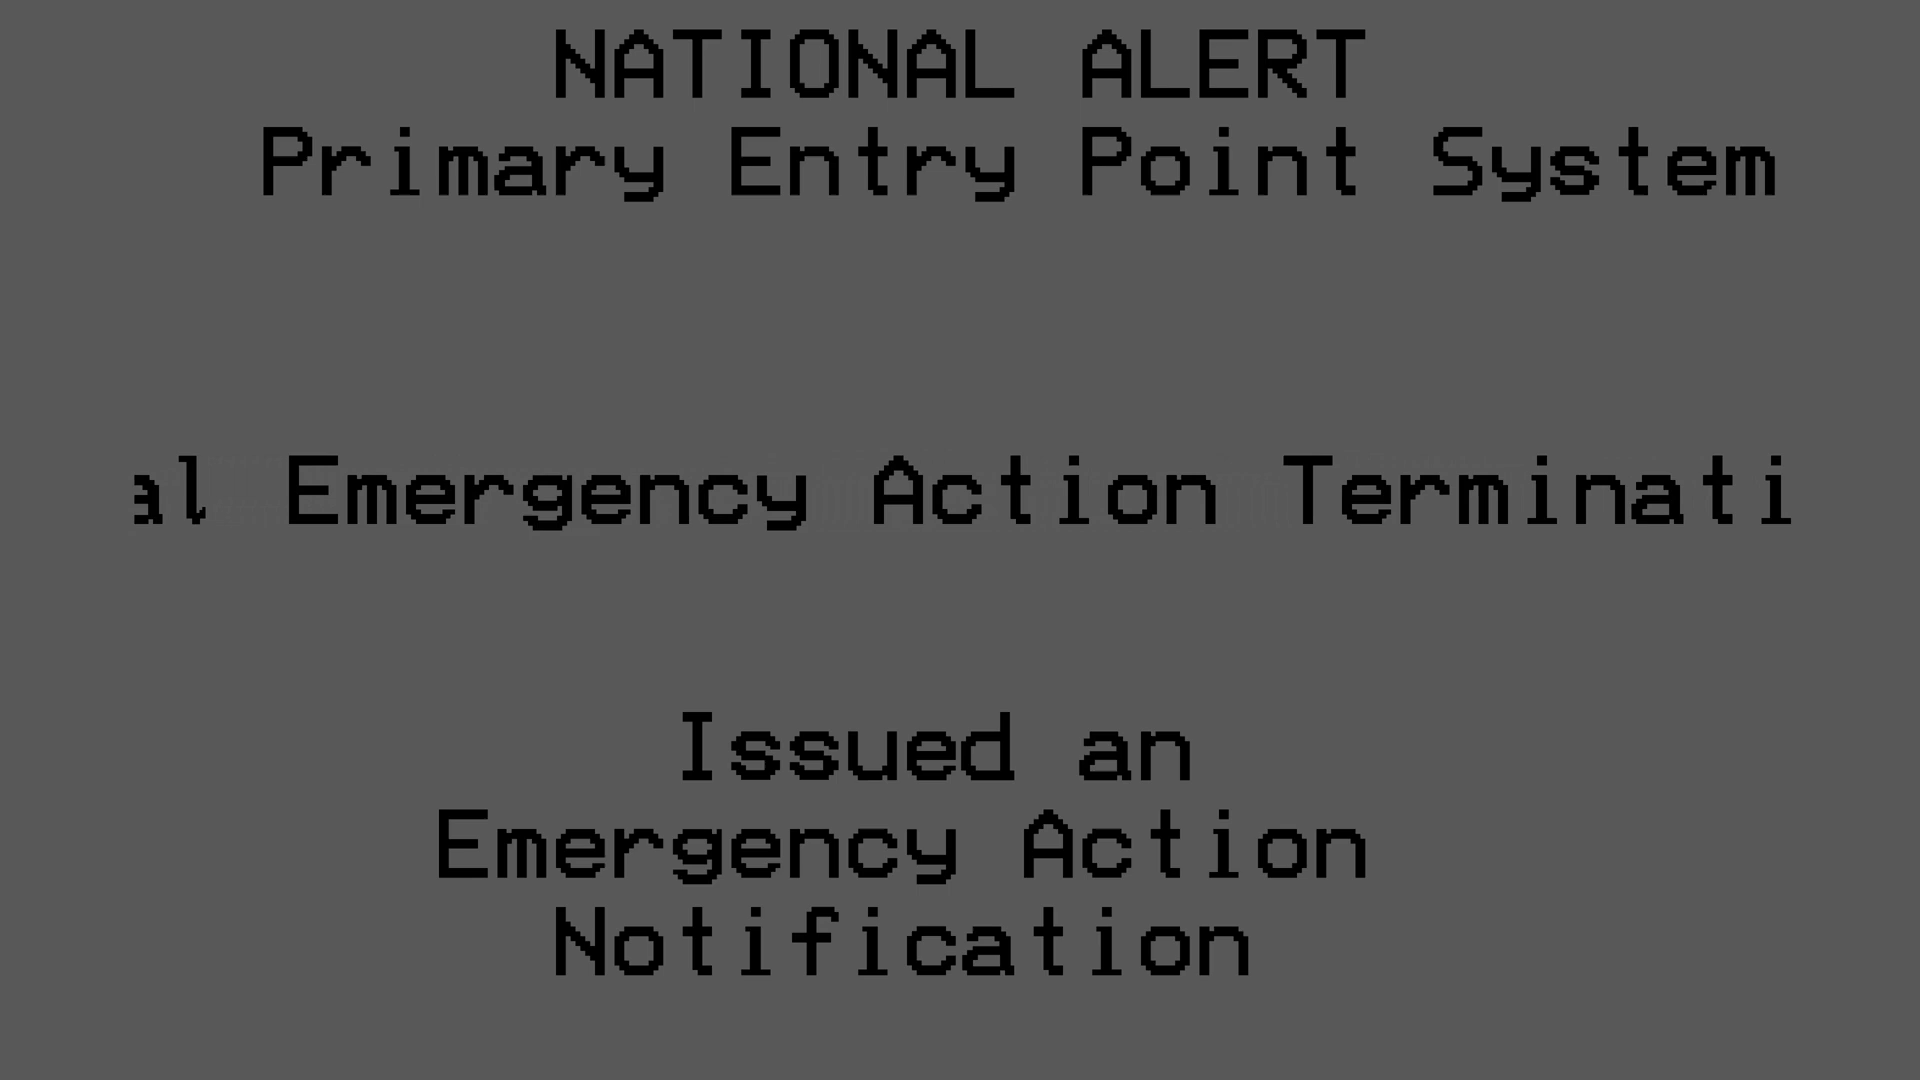 NATIONAL ALERT
Primary Entry Point System
al Emergency Action Terminati
Issued an
Emergency Action
Notification